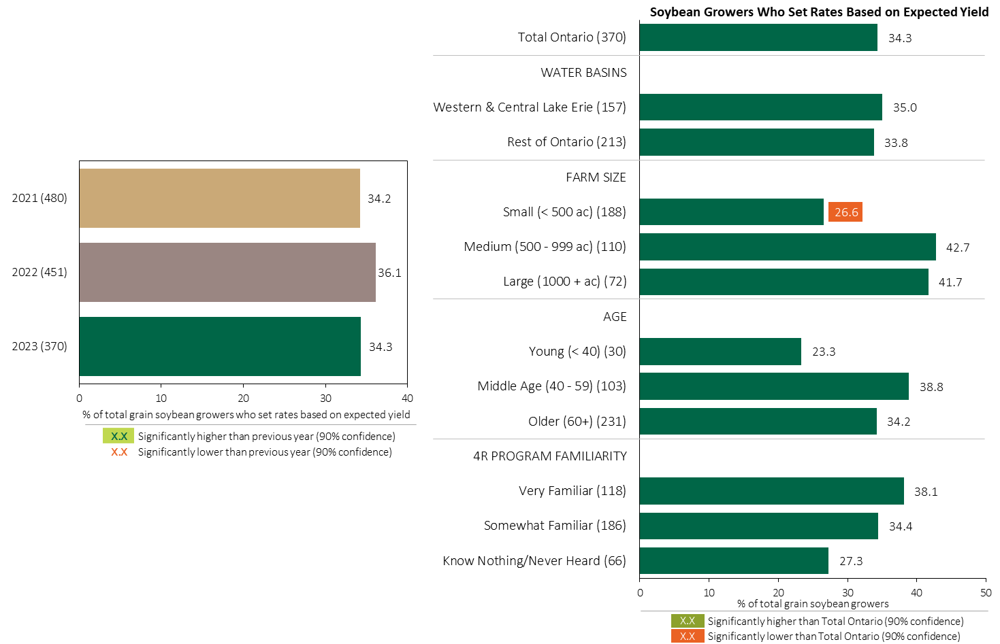 2021 (480)
34.2
2022 (451)
36.1
2023 (370)
34.3
0 10 20 30 40
% of total grain soybean growers who set rates based on expected yield
X.X Significantly higher than previous year (90% confidence)
X.X Significantly lower than previous year (90% confidence)
Soybean Growers Who Set Rates Based on Expected Yield
Total Ontario (370) 34.3
WATER BASINS
Western & Central Lake Erie (157) 35.0
Rest of Ontario (213) 33.8
FARM SIZE
Small (< 500 ac) (188) 26.6
Medium (500 - 999 ac) (110) 42.7
Large (1000 + ac) (72) 41.7
AGE
Young (< 40) (30) 23.3
Middle Age (40 - 59) (103) 38.8
Older (60+) (231) 34.2
4R PROGRAM FAMILIARITY
Very Familiar (118) 38.1
Somewhat Familiar (186) 34.4
Know Nothing/Never Heard (66) 27.3
0 10 20 30 40 50
% of total grain soybean growers
X.X Significantly higher than Total Ontario (90% confidence)
X.X Significantly lower than Total Ontario (90% confidence)